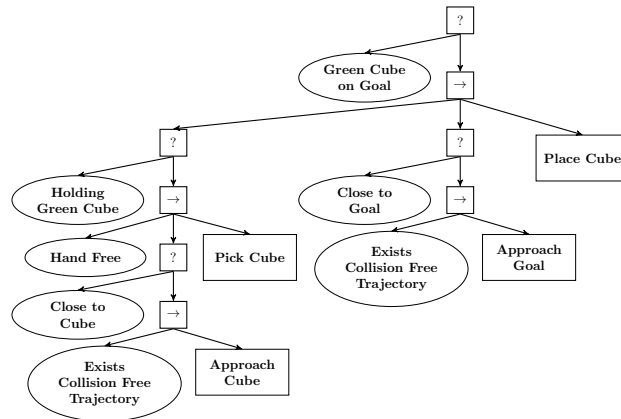 ?
Green Cube
on Goal
→
?
?
Place Cube
Holding
Green Cube
→
Close to
Goal
→
Hand Free
?
Pick Cube
Exists
Collision Free
Trajectory
Approach
Goal
Close to
Cube
→
Exists
Collision Free
Trajectory
Approach
Cube